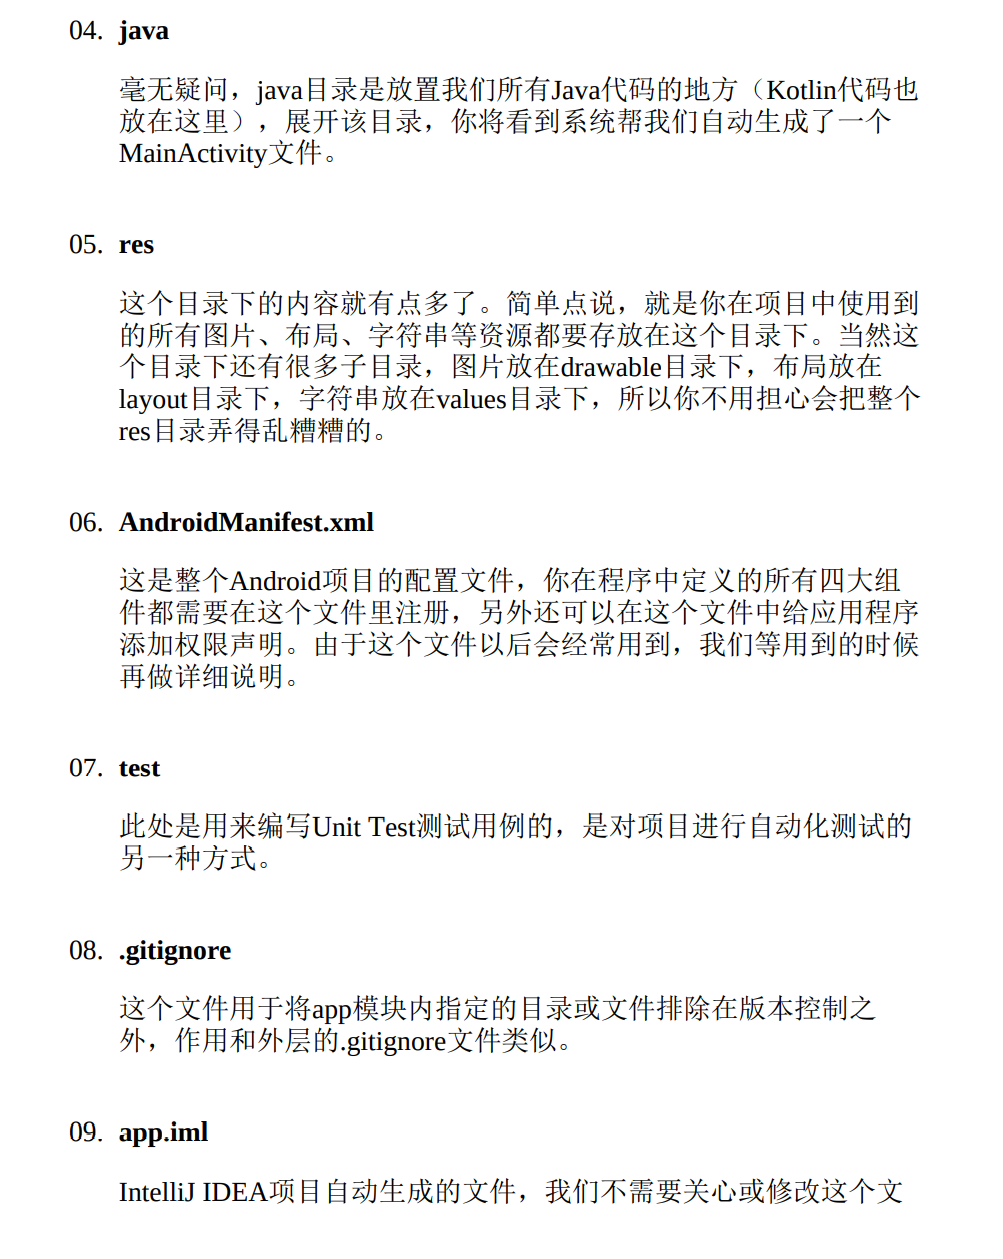 04. java
毫无疑问，java目录是放置我们所有Java代码的地方（Kotlin代码也
放在这里），展开该目录，你将看到系统帮我们自动生成了一个
MainActivity文件。
05. res
这个目录下的内容就有点多了。简单点说，就是你在项目中使用到
的所有图片、布局、字符串等资源都要存放在这个目录下。当然这
个目录下还有很多子目录，图片放在drawable目录下，布局放在
layout目录下，字符串放在values目录下，所以你不用担心会把整个
res目录弄得乱糟糟的。
06. AndroidManifest.xml
这是整个Android项目的配置文件，你在程序中定义的所有四大组
件都需要在这个文件里注册，另外还可以在这个文件中给应用程序
添加权限声明。由于这个文件以后会经常用到，我们等用到的时候
再做详细说明。
07. test
此处是用来编写Unit Test测试用例的，是对项目进行自动化测试的
另一种方式。
08. .gitignore
这个文件用于将app模块内指定的目录或文件排除在版本控制之
外，作用和外层的.gitignore文件类似。
09. app.iml
IntelliJ IDEA项目自动生成的文件，我们不需要关心或修改这个文